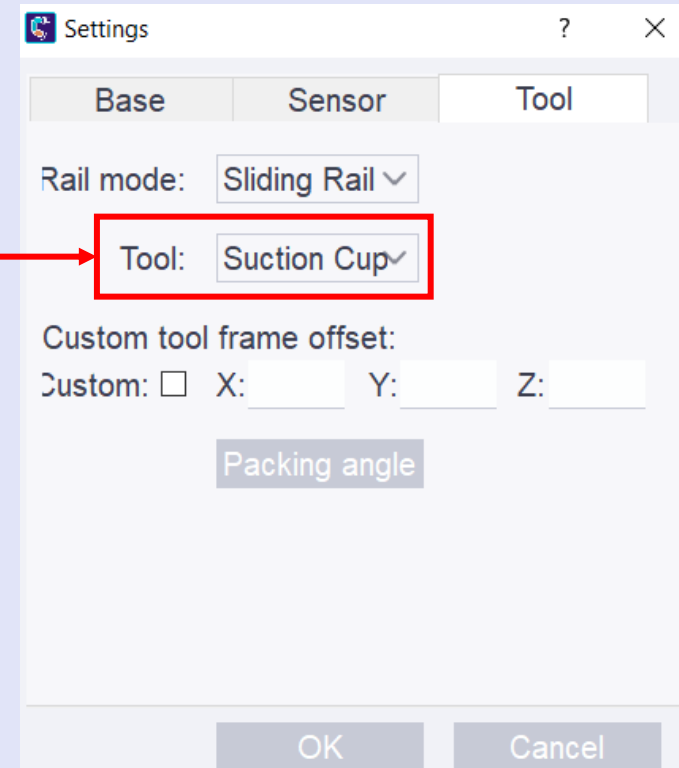 Settings ?
Base Sensor Tool
Rail mode: Sliding Rail
Tool: Suction Cup
Custom tool frame offset:
Custom: X: Y: Z:
Packing angle
OK Cancel